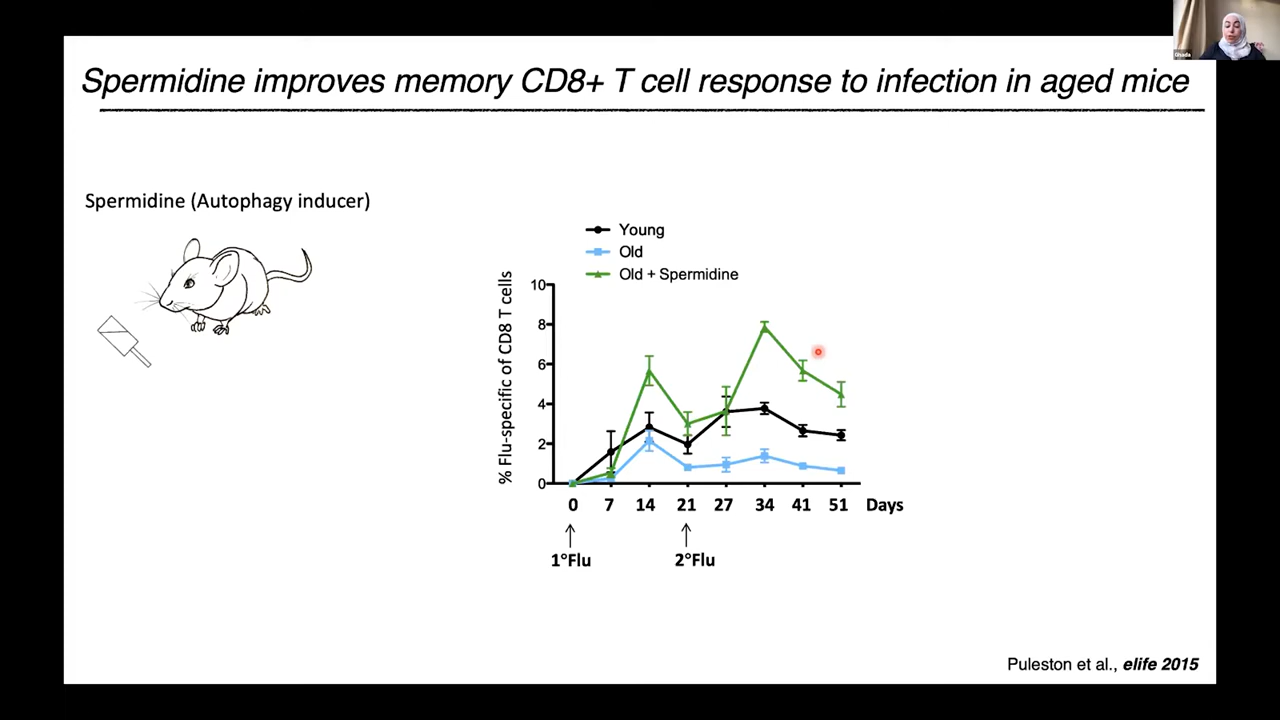 Spermidine improves memory CD8+ T cell response to infection in aged mice
Ghada
Spermidine (Autophagy inducer)
Young
Old
Old + Spermidine
% Flu-specific of CD8 T cells
10
8
6
4
2
0
0 7 14 21 27 34 41 51 Days
1°Flu 2°Flu
Puleston et al., elife 2015